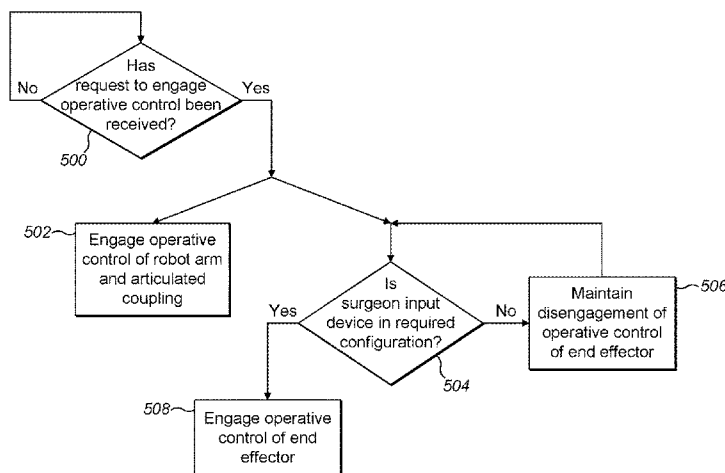 Has
request to engage
operative control been
received?
No
Yes
500
502
Engage operative
control of robot arm
and articulated
coupling
Is
surgeon input
device in required
configuration?
Yes
No
504
506
Maintain
disengagement of
operative control
of end effector
508
Engage operative
control of end
effector